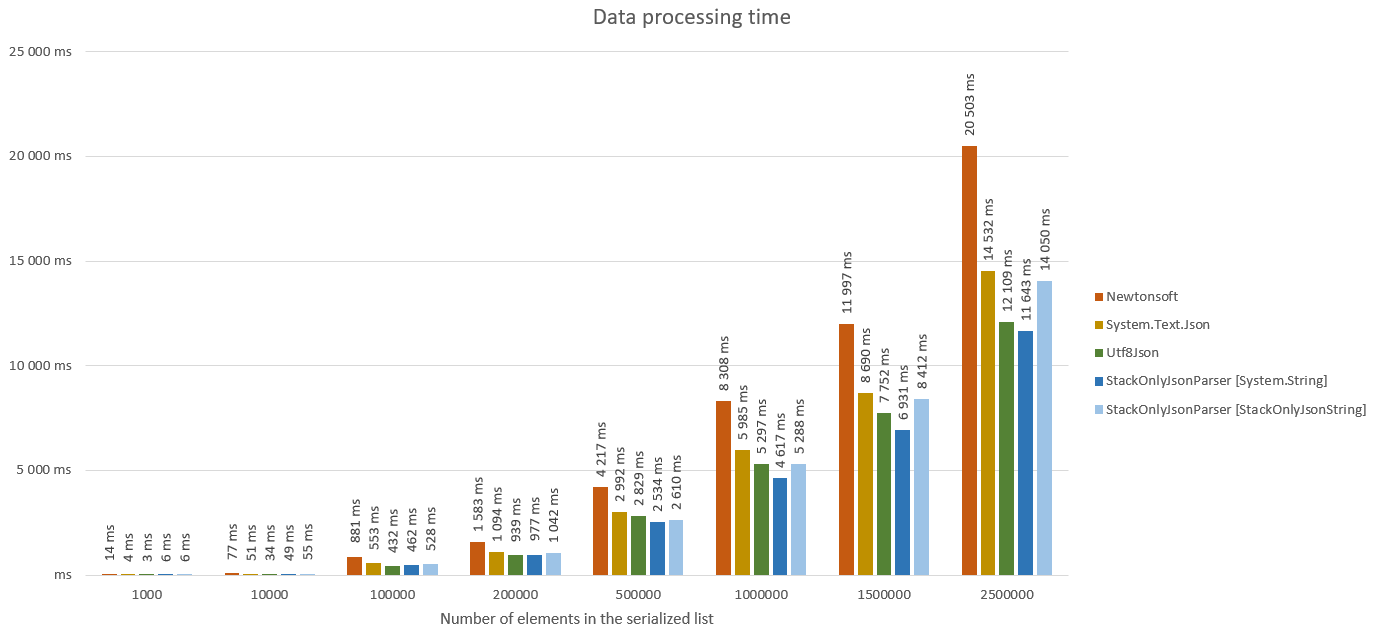 Data processing time
25 000 ms
20 000 ms
15 000 ms
10 000 ms
5 000 ms
ms
14 ms
4 ms
3 ms
6 ms
6 ms
77 ms
51 ms
34 ms
49 ms
55 ms
881 ms
553 ms
432 ms
462 ms
528 ms
1 583 ms
1 094 ms
939 ms
977 ms
1 042 ms
4 217 ms
2 992 ms
2 829 ms
2 534 ms
2 610 ms
8 308 ms
5 985 ms
5 297 ms
4 617 ms
5 288 ms
11 997 ms
8 690 ms
7 752 ms
6 931 ms
8 412 ms
20 503 ms
14 532 ms
12 109 ms
11 643 ms
14 050 ms
1000
10000
100000
200000
500000
1000000
1500000
2500000
Number of elements in the serialized list
Newtonsoft
System.Text.Json
Utf8Json
StackOnlyJsonParser [System.String]
StackOnlyJsonParser [StackOnlyJsonString]